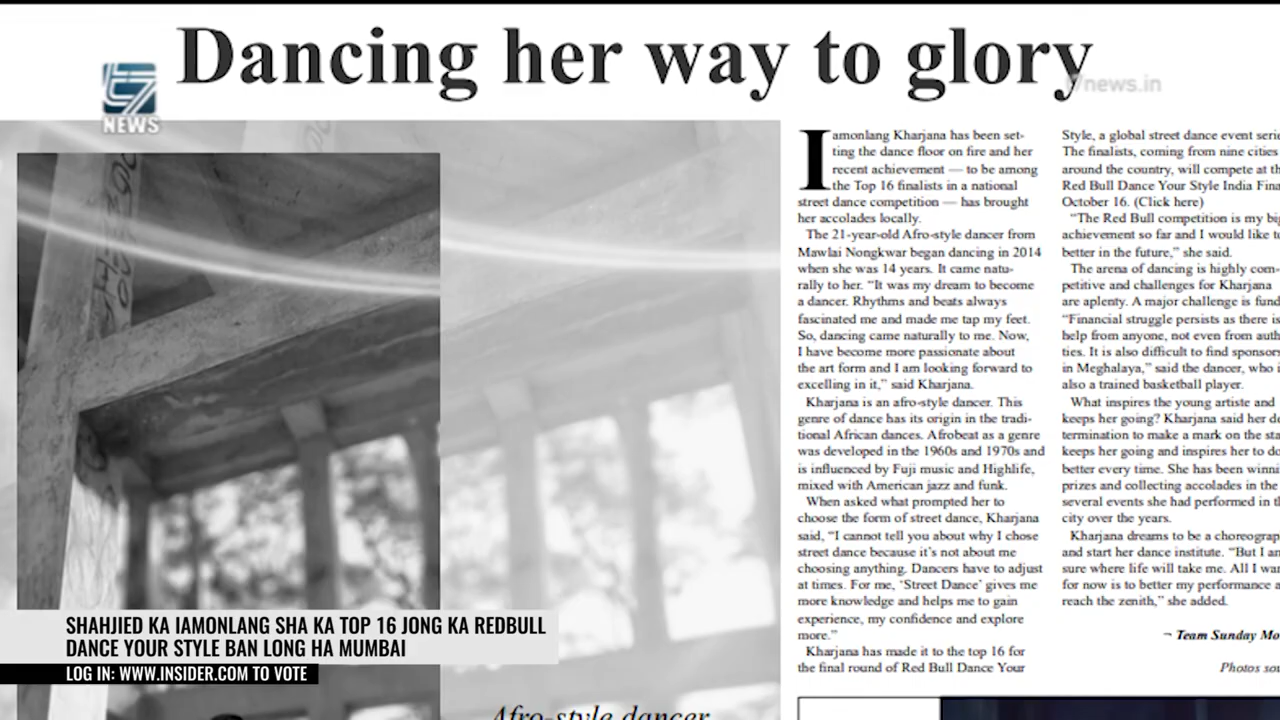 Dancing her way to glory
T7 NEWS
t7news.in
Iamonlang Kharjana has been set-
ting the dance floor on fire and her
recent achievement — to be among
the Top 16 finalists in a national
street dance competition — has brought
her accolades locally.
The 21-year-old Afro-style dancer from
Mawlai Nongkwar began dancing in 2014
when she was 14 years. It came natu-
rally to her. “It was my dream to become
a dancer. Rhythms and beats always
fascinated me and made me tap my feet.
So, dancing came naturally to me. Now,
I have become more passionate about
the art form and I am looking forward to
excelling in it,” said Kharjana.
Kharjana is an afro-style dancer. This
genre of dance has its origin in the tradi-
tional African dances. Afrobeat as a genre
was developed in the 1960s and 1970s and
is influenced by Fuji music and Highlife,
mixed with American jazz and funk.
When asked what prompted her to
choose the form of street dance, Kharjana
said, “I cannot tell you about why I chose
street dance because it’s not about me
choosing anything. Dancers have to adjust
at times. For me, ‘Street Dance’ gives me
more knowledge and helps me to gain
experience, my confidence and explore
more.”
Kharjana has made it to the top 16 for
the final round of Red Bull Dance Your
Style, a global street dance event
The finalists, coming from nine cities
around the country, will compete at
Red Bull Dance Your Style India
October 16. (Click here)
“The Red Bull competition is my
achievement so far and I would like
better in the future,” she said.
The arena of dancing is highly com-
petitive and challenges for Kharjana
are aplenty. A major challenge is
“Financial struggle persists as there
help from anyone, not even from
ties. It is also difficult to find
in Meghalaya,” said the dancer, who
also a trained basketball player.
What inspires the young artiste and
keeps her going? Kharjana said her
termination to make a mark on the
keeps her going and inspires her to
better every time. She has been
prizes and collecting accolades in the
several events she had performed in
city over the years.
Kharjana dreams to be a
and start her dance institute. “But I
sure where life will take me. All I
for now is to better my performance
reach the zenith,” she added.
~ Team Sunday
Photos
SHAHJIED KA IAMONLANG SHA KA TOP 16 JONG KA REDBULL
DANCE YOUR STYLE BAN LONG HA MUMBAI
LOG IN: WWW.INSIDER.COM TO VOTE
Afro-style dancer